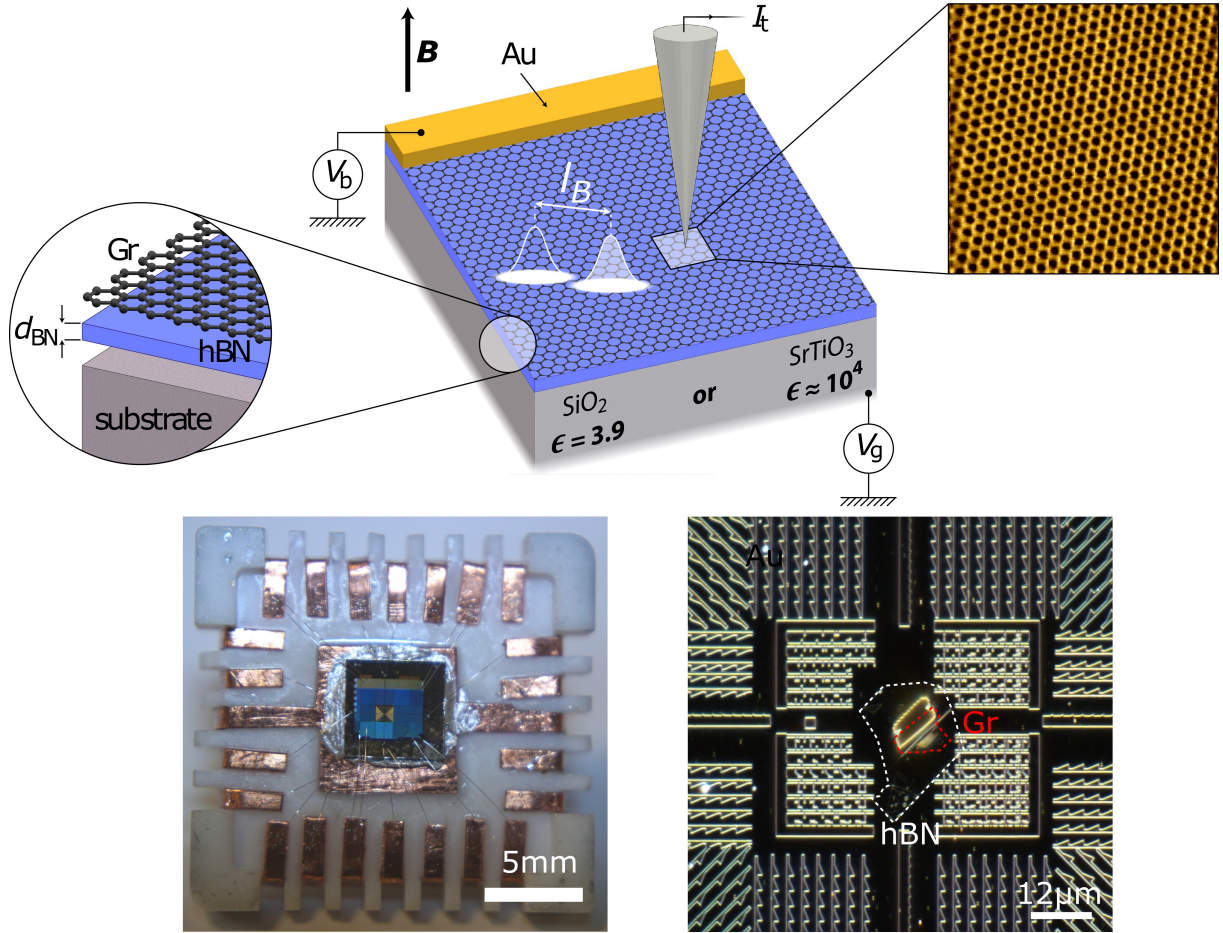 B
Au
Iₜ
V_b
l_B
Gr
d_BN
hBN
substrate
SiO₂
ϵ = 3.9
or
SrTiO₃
ϵ ≈ 10⁴
V_g
5mm
Au
Gr
hBN
12μm